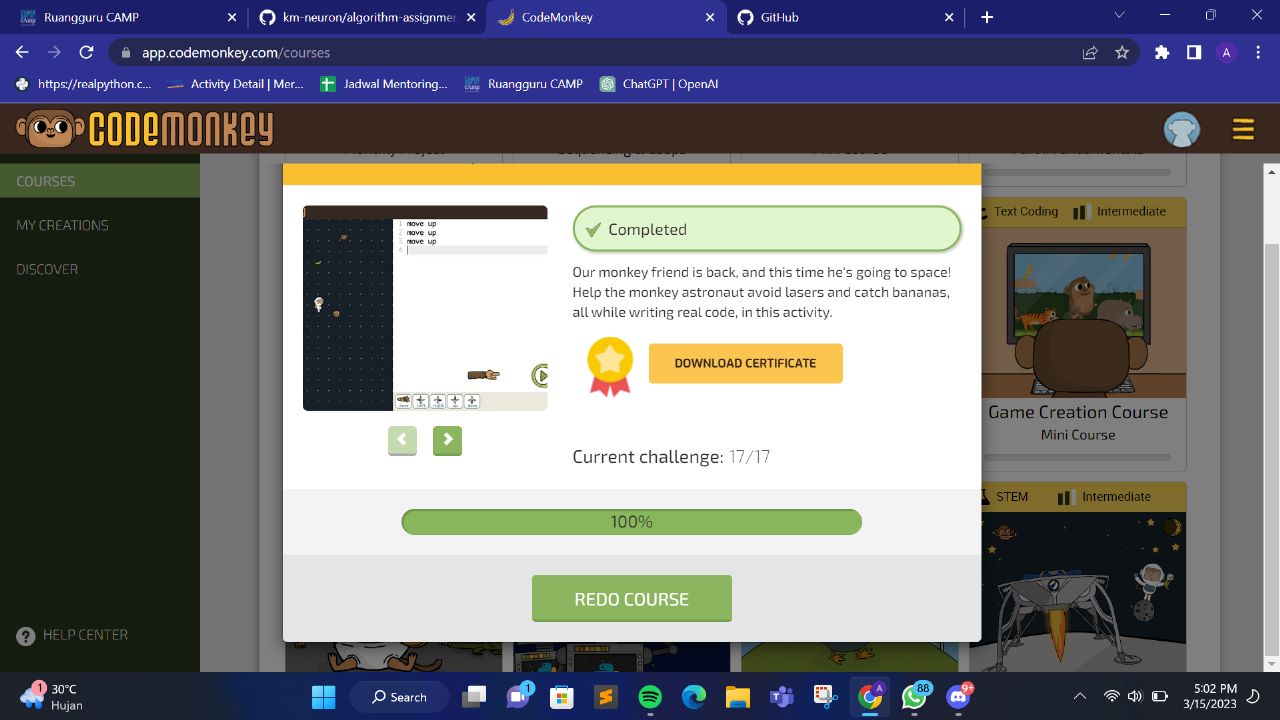 Ruangguru CAMP
km-neuron/algorithm-assignmen
CodeMonkey
GitHub
app.codemonkey.com/courses
A
https://realpython.c...
Activity Detail | Mer...
Jadwal Mentoring...
Ruangguru CAMP
ChatGPT | OpenAI
CODEMONKEY
COURSES
MY CREATIONS
DISCOVER
HELP CENTER
1 move up
2 move up
3 move up
4
Completed
Our monkey friend is back, and this time he's going to space!
Help the monkey astronaut avoid lasers and catch bananas,
all while writing real code, in this activity.
DOWNLOAD CERTIFICATE
Current challenge: 17/17
100%
REDO COURSE
Text Coding
Intermediate
Game Creation Course
Mini Course
STEM
Intermediate
1
30°C
Hujan
Search
1
A
88
9+
5:02 PM
3/15/2023